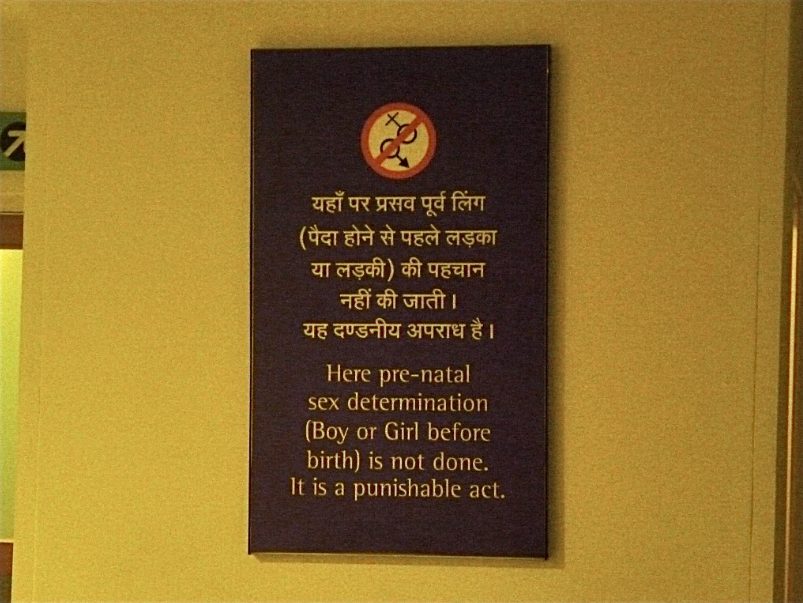 यहाँ पर प्रसव पूर्व लिंग
(पैदा होने से पहले लड़का
या लड़की) की पहचान
नहीं की जाती।
यह दण्डनीय अपराध है।
Here pre-natal
sex determination
(Boy or Girl before
birth) is not done.
It is a punishable act.